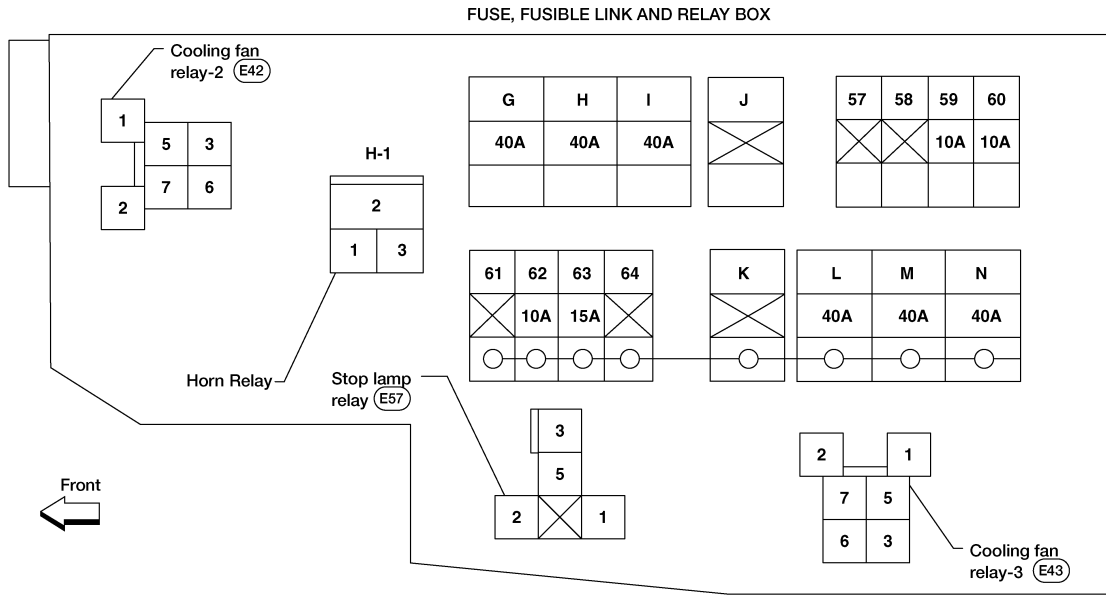 FUSE, FUSIBLE LINK AND RELAY BOX
Cooling fan
relay-2 E42
1
5 3
7 6
2
H-1
2
1 3
Horn Relay
G H I
40A 40A 40A
J
57 58 59 60
10A 10A
61 62 63 64
10A 15A
K
L M N
40A 40A 40A
Stop lamp
relay E57
3
5
2 1
2 1
7 5
6 3
Cooling fan
relay-3 E43
Front